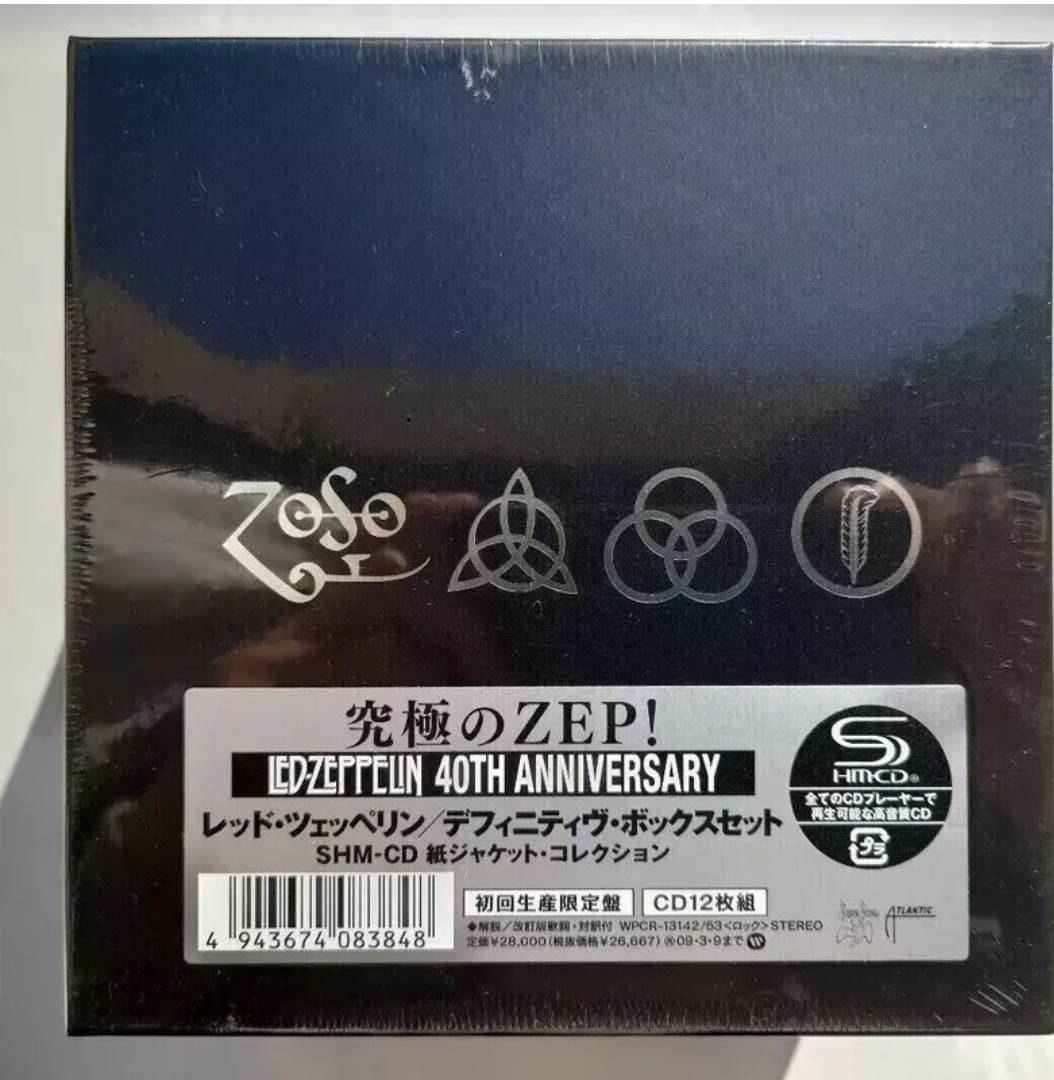 ZOSO
究極のZEP!
LED-ZEPPELIN 40TH ANNIVERSARY
レッド・ツェッペリン/デフィニティヴ・ボックスセット
SHM-CD 紙ジャケット・コレクション
SHM-CD®
全てのCDプレーヤーで
再生可能な高音質CD
プラ
初回生産限定盤 CD12枚組
◆解説/改訂版歌詞・対訳付 WPCR-13142/53<ロック>STEREO
定価¥28,000(税抜価格¥26,667) Ⓡ09・3・9まで
4 943674 083848
ATLANTIC